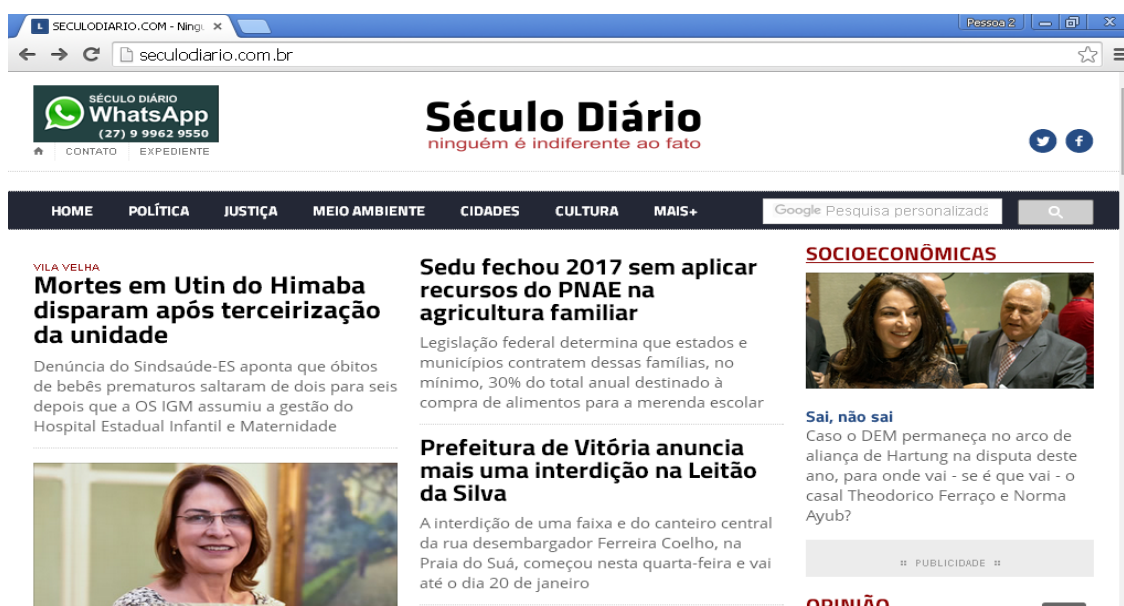 SECULODIARIO.COM - Ning
Pessoa 2
seculodiario.com.br
SÉCULO DIÁRIO
WhatsApp
(27) 9 9962 9550
CONTATO EXPEDIENTE
Século Diário
ninguém é indiferente ao fato
HOME POLÍTICA JUSTIÇA MEIO AMBIENTE CIDADES CULTURA MAIS+
Google Pesquisa personalizada
VILA VELHA
Mortes em Utin do Himaba
disparam após terceirização
da unidade
Denúncia do Sindsaúde-ES aponta que óbitos
de bebês prematuros saltaram de dois para seis
depois que a OS IGM assumiu a gestão do
Hospital Estadual Infantil e Maternidade
Sedu fechou 2017 sem aplicar
recursos do PNAE na
agricultura familiar
Legislação federal determina que estados e
municípios contratem dessas famílias, no
mínimo, 30% do total anual destinado à
compra de alimentos para a merenda escolar
Prefeitura de Vitória anuncia
mais uma interdição na Leitão
da Silva
A interdição de uma faixa e do canteiro central
da rua desembargador Ferreira Coelho, na
Praia do Suá, começou nesta quarta-feira e vai
até o dia 20 de janeiro
SOCIOECONÔMICAS
Sai, não sai
Caso o DEM permaneça no arco de
aliança de Hartung na disputa deste
ano, para onde vai - se é que vai - o
casal Theodorico Ferraço e Norma
Ayub?
:: PUBLICIDADE ::
OPINIÃO